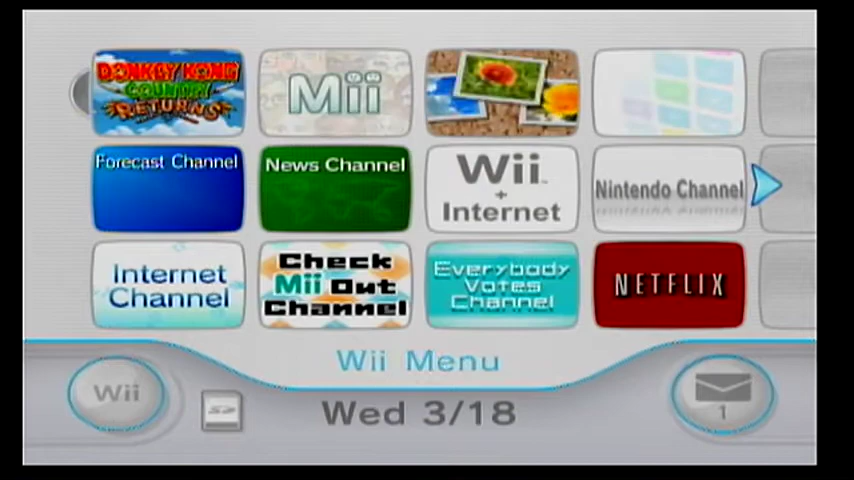 DONKEY KONG
COUNTRY
RETURNS
Mii
Forecast Channel
News Channel
Wii
+
Internet
Nintendo Channel
Internet
Channel
Check
Mii Out
Channel
Everybody
Votes
Channel
NETFLIX
Wii Menu
Wii
SD
Wed 3/18
1